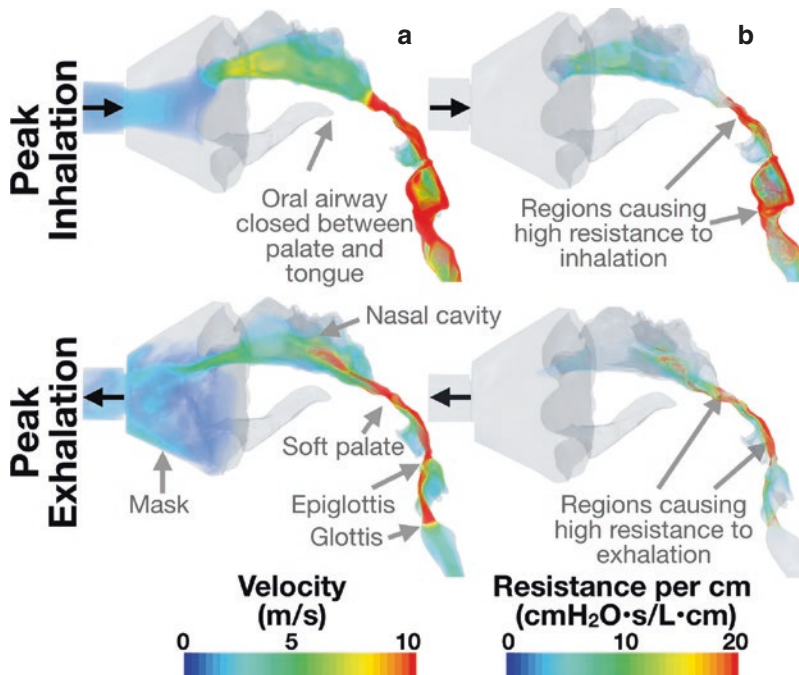 a
b
Peak
Inhalation
Oral airway
closed between
palate and
tongue
Regions causing
high resistance to
inhalation
Peak
Exhalation
Nasal cavity
Soft palate
Mask
Epiglottis
Glottis
Regions causing
high resistance to
exhalation
Velocity
(m/s)
0 5 10
Resistance per cm
(cmH₂O•s/L•cm)
0 10 20